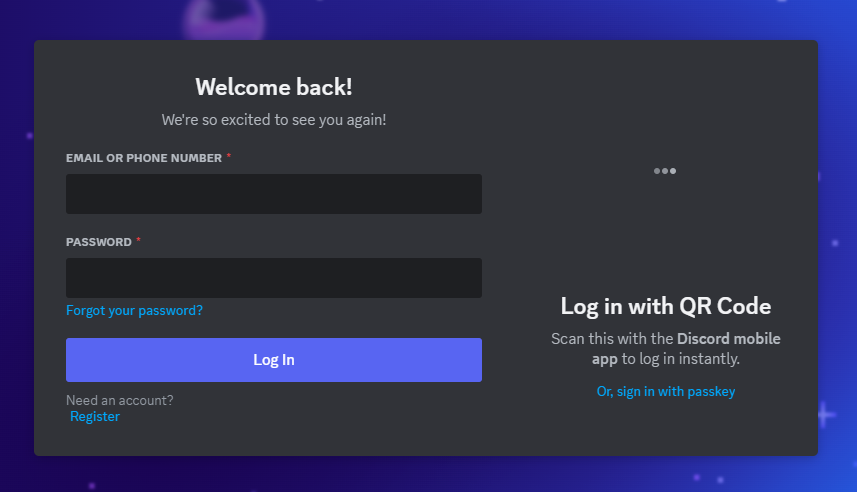 Welcome back!
We're so excited to see you again!
EMAIL OR PHONE NUMBER *
PASSWORD *
Forgot your password?
Log In
Need an account?
Register
Log in with QR Code
Scan this with the Discord mobile
app to log in instantly.
Or, sign in with passkey